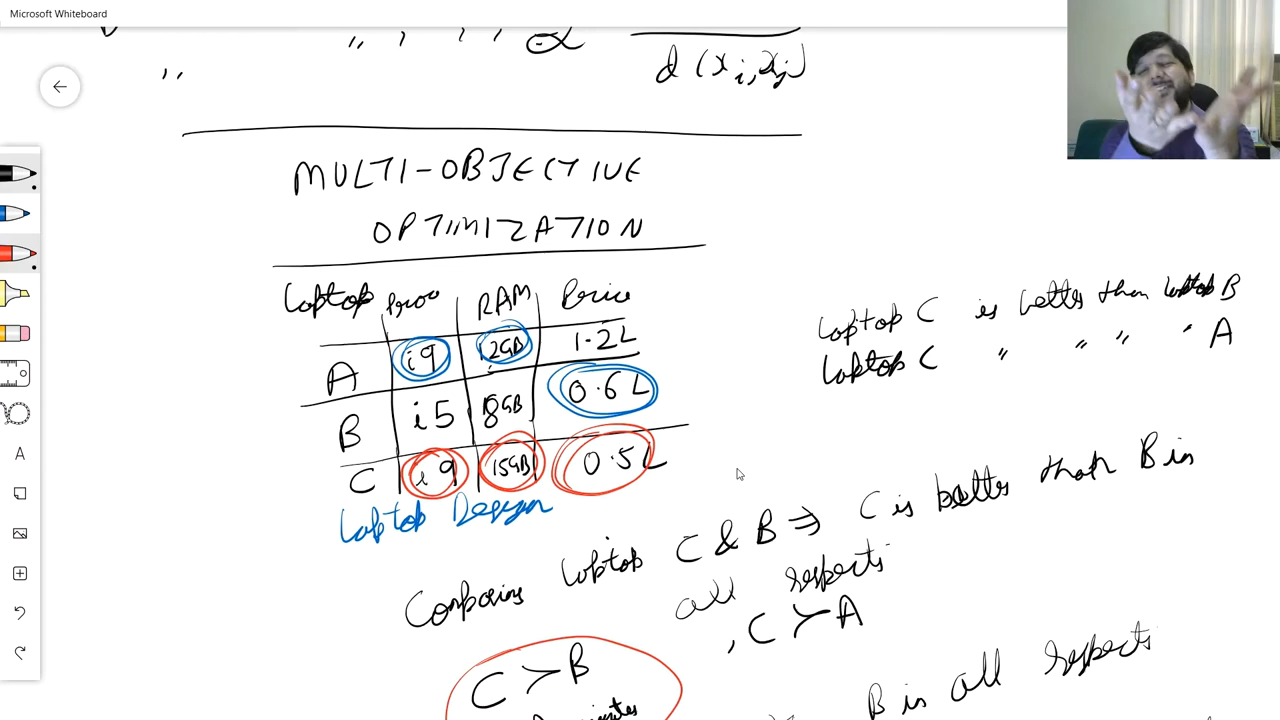 Microsoft Whiteboard
d (xi, xj)
MULTI-OBJECTIVE
OPTIMIZATION
Laptop Proc RAM Price
A i9 12GB 1.2L
B i5 8GB 0.6L
C i9 15GB 0.5L
Laptop Design
Laptop C is better than laptop B
Laptop C " " " " A
Comparing laptop C & B ⇒ C is better than B in
all respects
, C ≻ A
C ≻ B
B in all respects
A